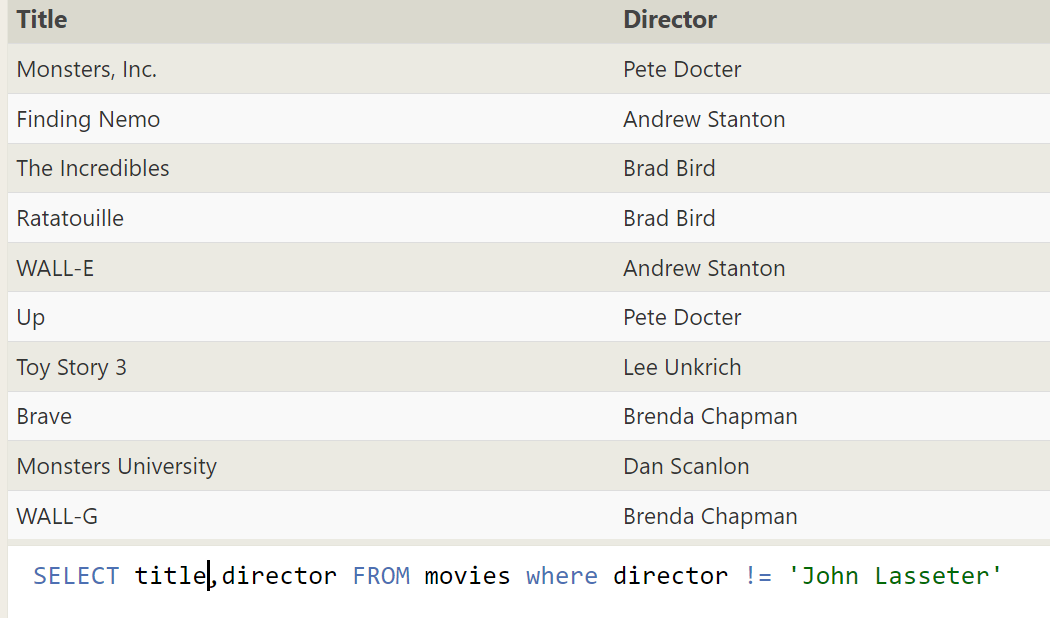 Title Director
Monsters, Inc. Pete Docter
Finding Nemo Andrew Stanton
The Incredibles Brad Bird
Ratatouille Brad Bird
WALL-E Andrew Stanton
Up Pete Docter
Toy Story 3 Lee Unkrich
Brave Brenda Chapman
Monsters University Dan Scanlon
WALL-G Brenda Chapman
SELECT title,director FROM movies where director != 'John Lasseter'